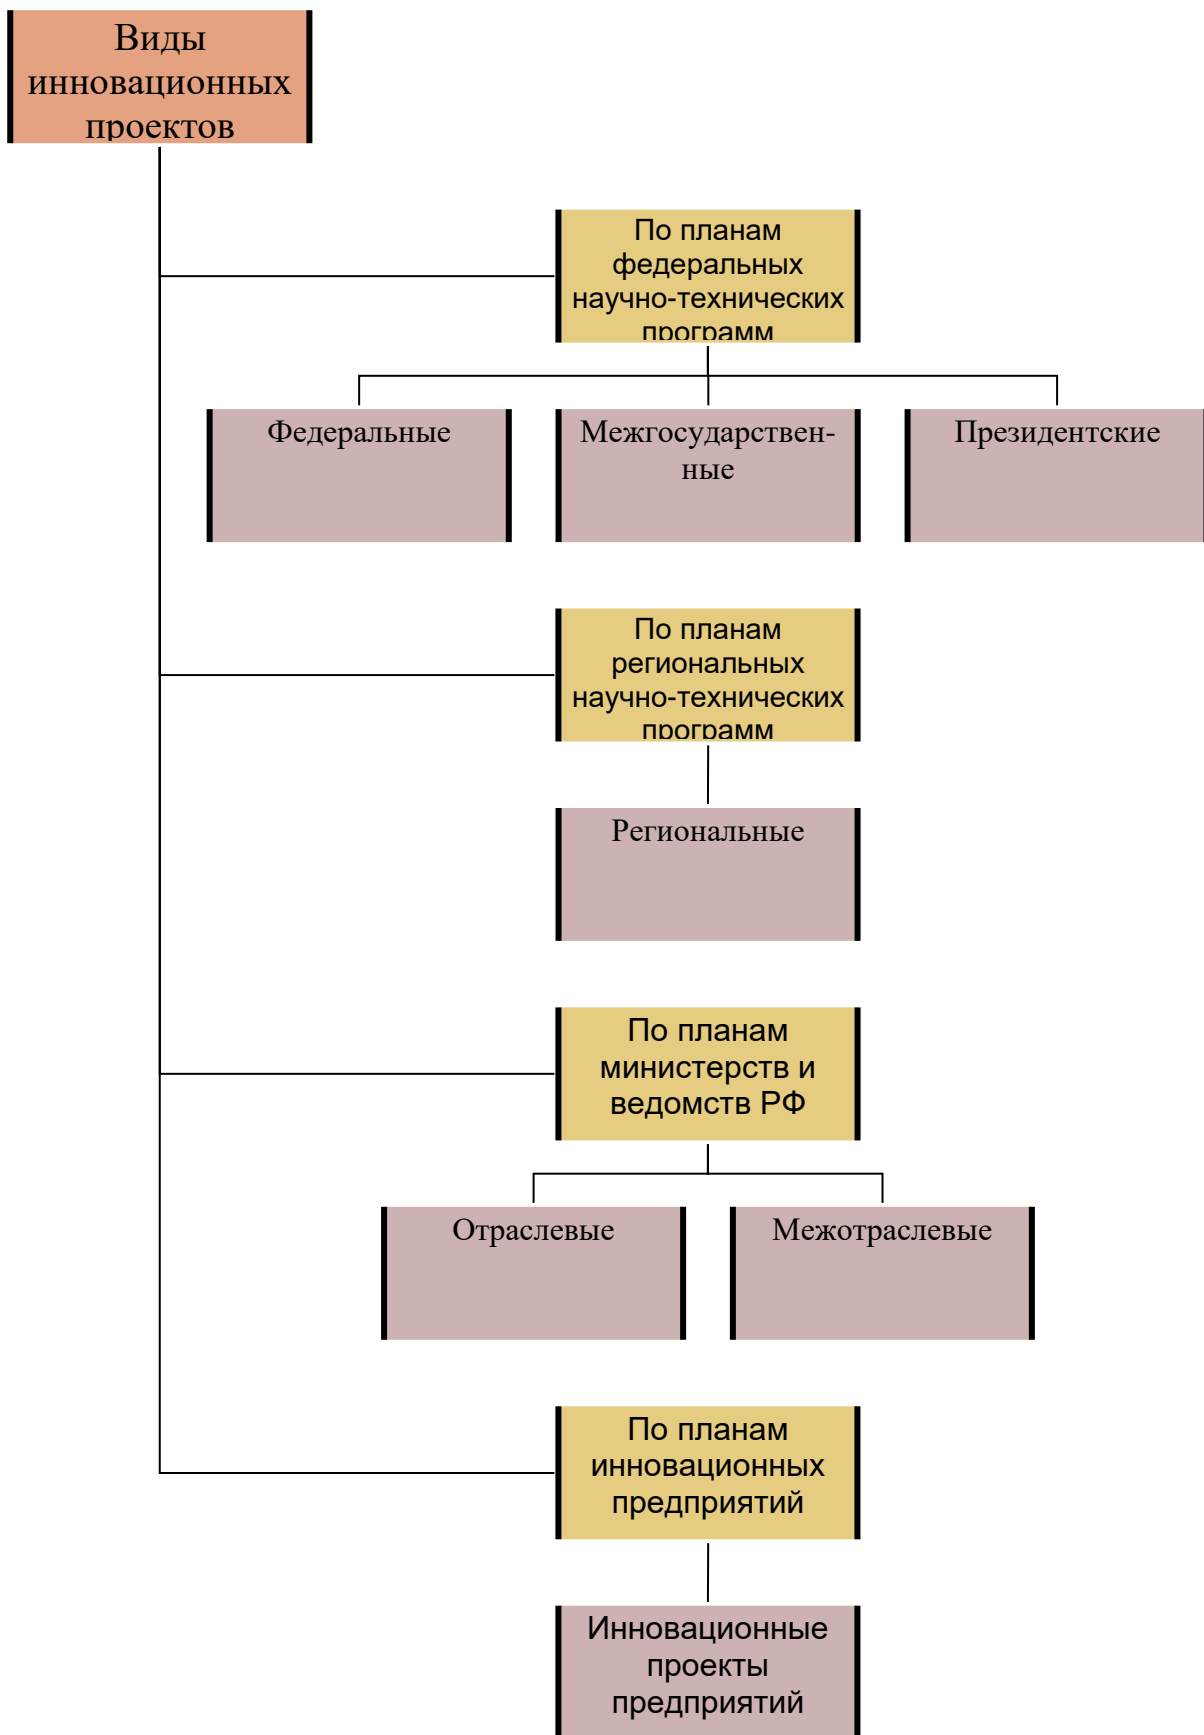 Виды
инновационных
проектов
По планам
федеральных
научно-технических
программ
Федеральные
Межгосударствен-
ные
Президентские
По планам
региональных
научно-технических
программ
Региональные
По планам
министерств и
ведомств РФ
Отраслевые
Межотраслевые
По планам
инновационных
предприятий
Инновационные
проекты
предприятий